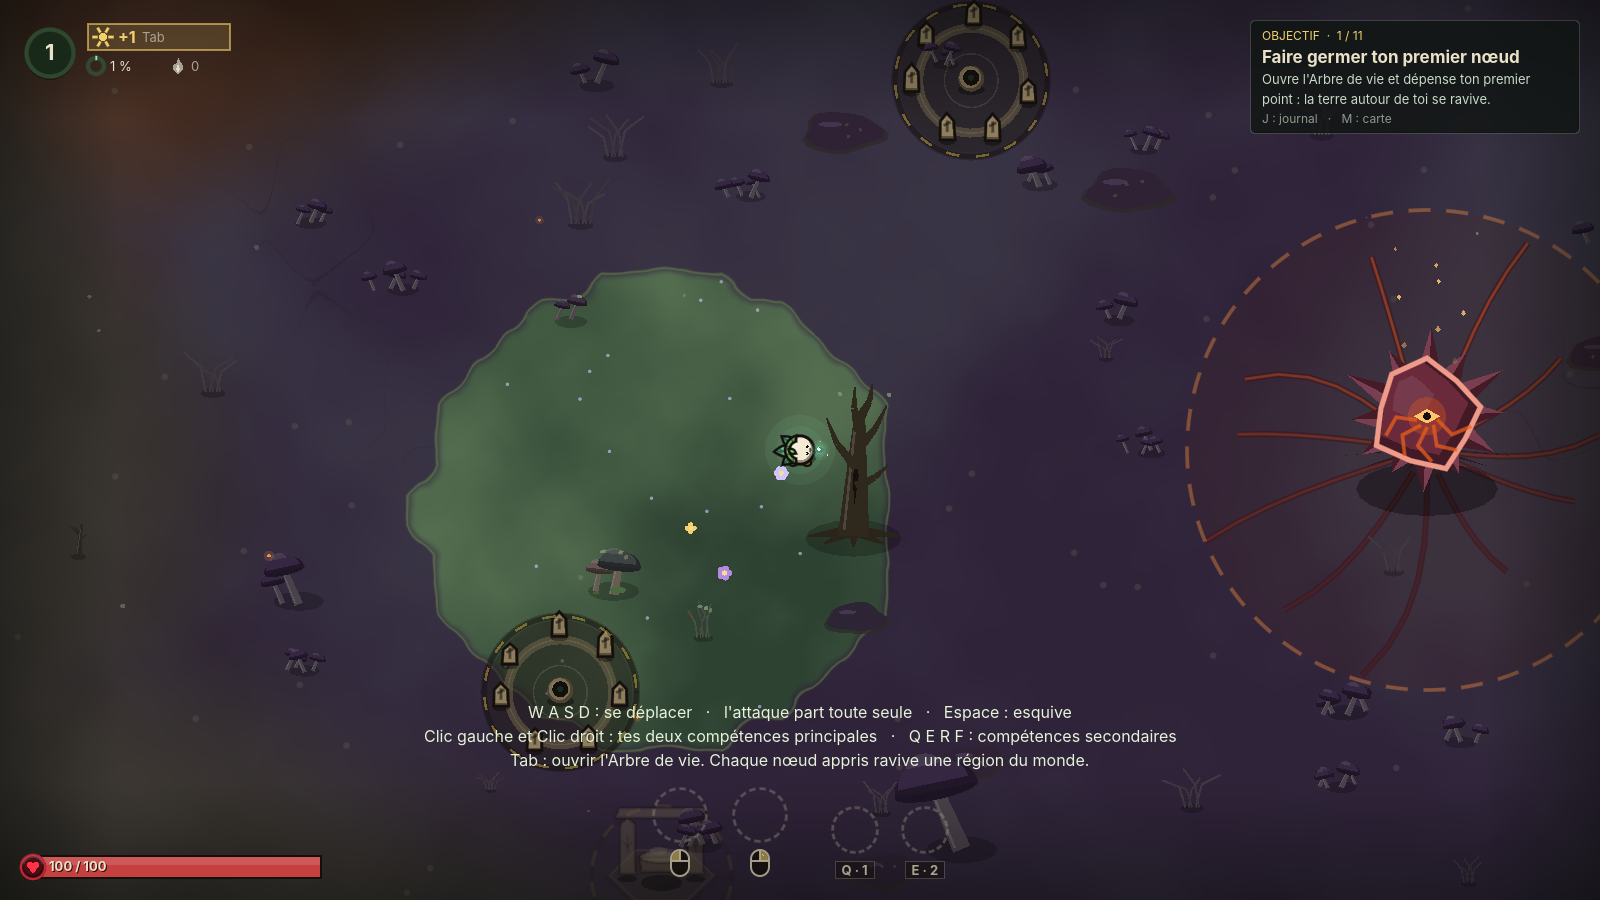 1
+1 Tab
1 % 0
OBJECTIF · 1 / 11
Faire germer ton premier nœud
Ouvre l'Arbre de vie et dépense ton premier
point : la terre autour de toi se ravive.
J : journal · M : carte
W A S D : se déplacer · l'attaque part toute seule · Espace : esquive
Clic gauche et Clic droit : tes deux compétences principales · Q E R F : compétences secondaires
Tab : ouvrir l'Arbre de vie. Chaque nœud appris ravive une région du monde.
100 / 100
Q · 1 E · 2